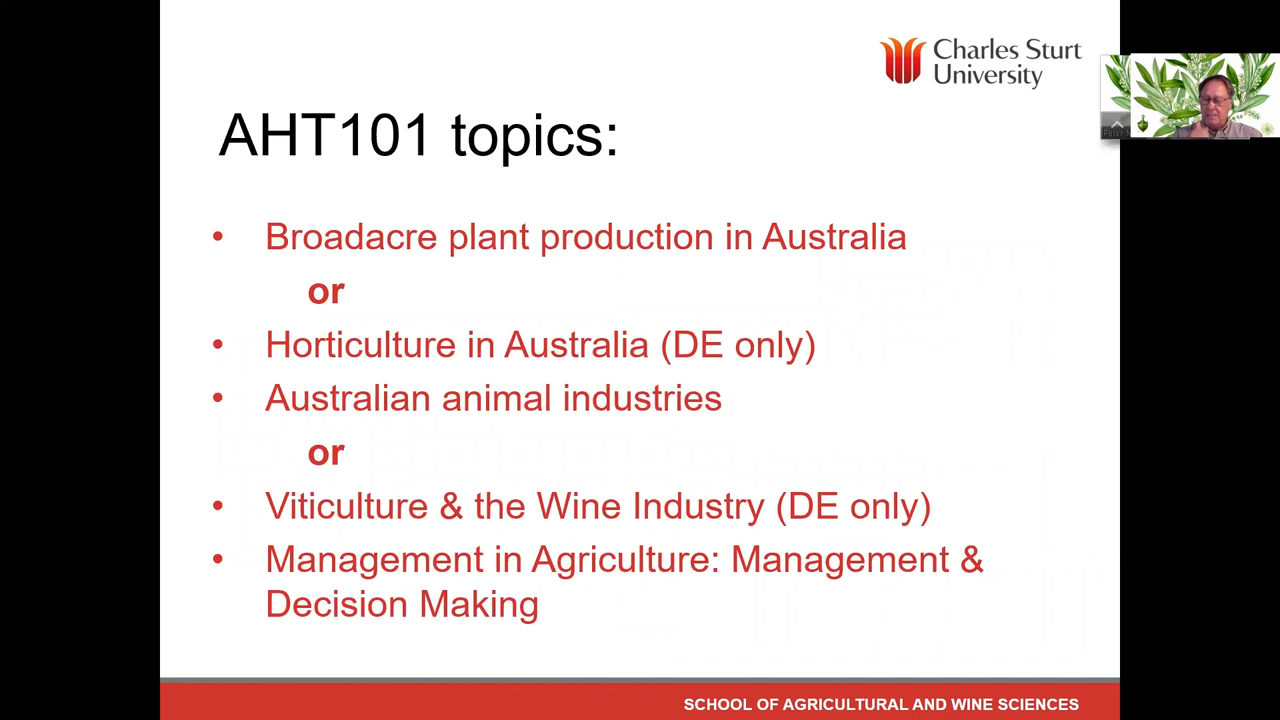 Charles Sturt
University
AHT101 topics:
• Broadacre plant production in Australia
or
• Horticulture in Australia (DE only)
• Australian animal industries
or
• Viticulture & the Wine Industry (DE only)
• Management in Agriculture: Management &
Decision Making
SCHOOL OF AGRICULTURAL AND WINE SCIENCES